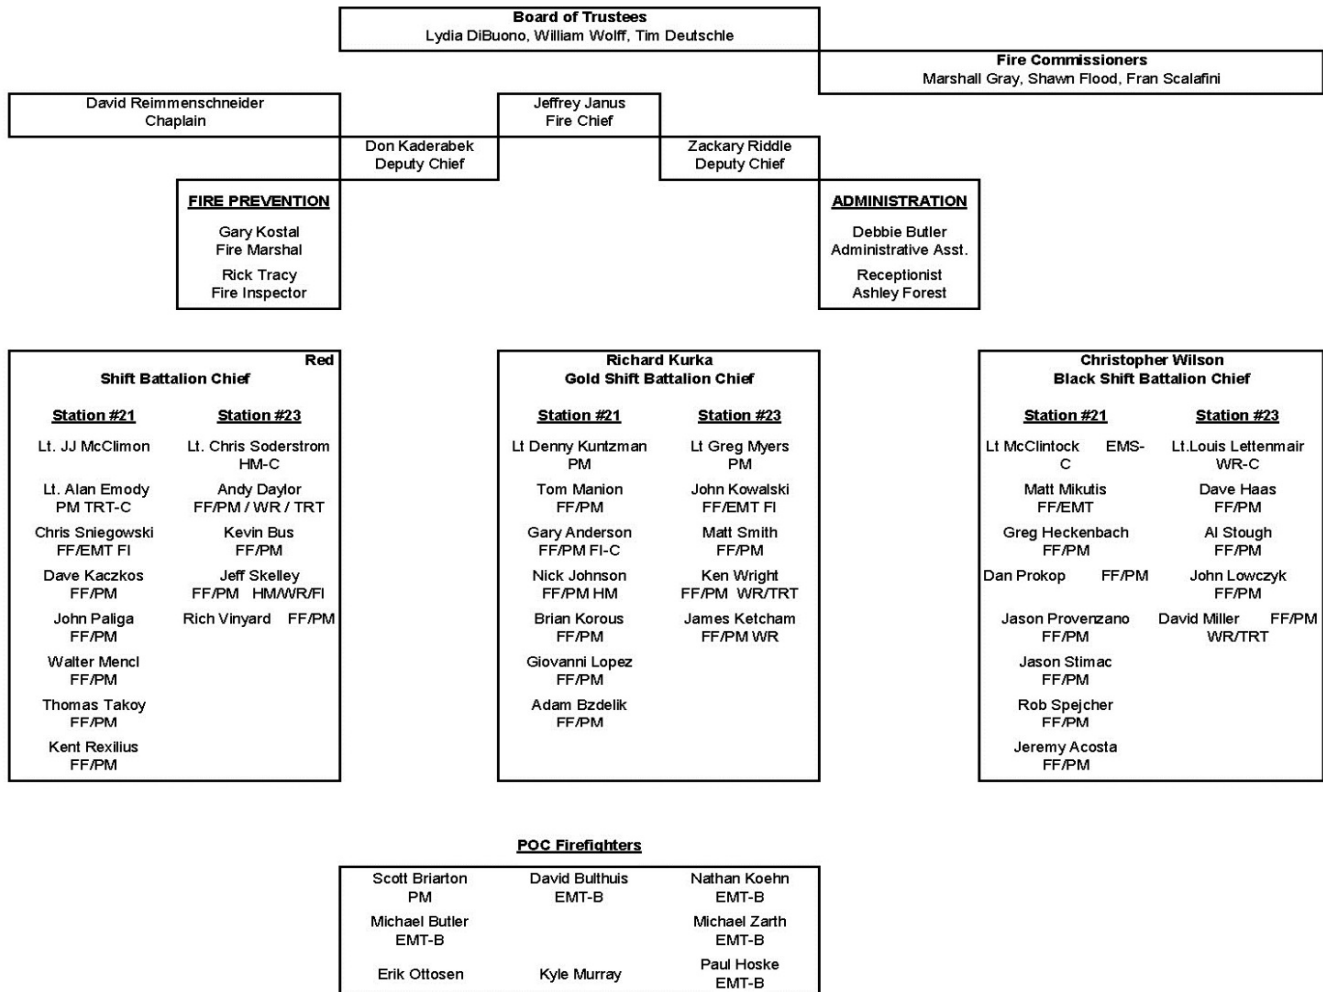 Board of Trustees
Lydia DiBuono, William Wolff, Tim Deutschle
Fire Commissioners
Marshall Gray, Shawn Flood, Fran Scalafini
David Reimmenschneider
Chaplain
Jeffrey Janus
Fire Chief
Don Kaderabek
Deputy Chief
Zackary Riddle
Deputy Chief
FIRE PREVENTION
Gary Kostal
Fire Marshal
Rick Tracy
Fire Inspector
ADMINISTRATION
Debbie Butler
Administrative Asst.
Receptionist
Ashley Forest
Red
Shift Battalion Chief
Station #21
Lt. JJ McClimon
Lt. Alan Emody
PM TRT-C
Chris Sniegowski
FF/EMT FI
Dave Kaczkos
FF/PM
John Paliga
FF/PM
Walter Mencl
FF/PM
Thomas Takoy
FF/PM
Kent Rexilius
FF/PM
Station #23
Lt. Chris Soderstrom
HM-C
Andy Daylor
FF/PM / WR / TRT
Kevin Bus
FF/PM
Jeff Skelley
FF/PM HM/WR/FI
Rich Vinyard FF/PM
Richard Kurka
Gold Shift Battalion Chief
Station #21
Lt Denny Kuntzman
PM
Tom Manion
FF/PM
Gary Anderson
FF/PM FI-C
Nick Johnson
FF/PM HM
Brian Korous
FF/PM
Giovanni Lopez
FF/PM
Adam Bzdelik
FF/PM
Station #23
Lt Greg Myers
PM
John Kowalski
FF/EMT FI
Matt Smith
FF/PM
Ken Wright
FF/PM WR/TRT
James Ketcham
FF/PM WR
Christopher Wilson
Black Shift Battalion Chief
Station #21
Lt McClintock EMS-
C
Matt Mikutis
FF/EMT
Greg Heckenbach
FF/PM
Dan Prokop FF/PM
Jason Provenzano
FF/PM
Jason Stimac
FF/PM
Rob Spejcher
FF/PM
Jeremy Acosta
FF/PM
Station #23
Lt.Louis Lettenmair
WR-C
Dave Haas
FF/PM
Al Stough
FF/PM
John Lowczyk
FF/PM
David Miller FF/PM
WR/TRT
POC Firefighters
Scott Briarton
PM
David Bulthuis
EMT-B
Nathan Koehn
EMT-B
Michael Butler
EMT-B
Michael Zarth
EMT-B
Erik Ottosen
Kyle Murray
Paul Hoske
EMT-B